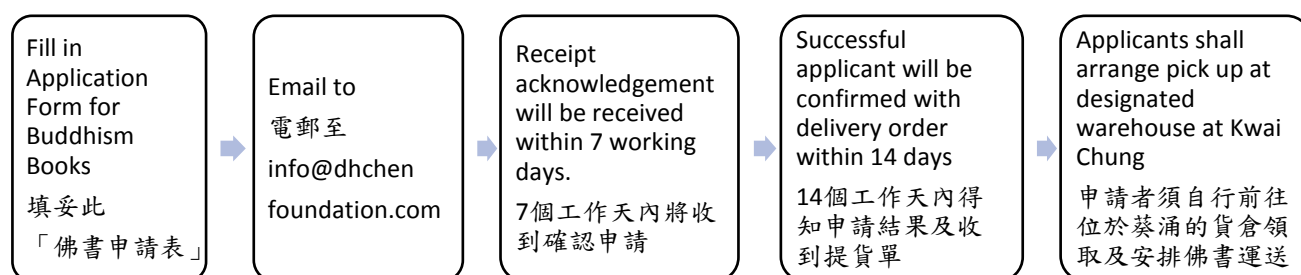 Fill in
Application
Form for
Buddhism
Books
填妥此
「佛書申請表」
Email to
電郵至
info@dhchen
foundation.com
Receipt
acknowledgement
will be received
within 7 working
days.
7個工作天內將收
到確認申請
Successful
applicant will be
confirmed with
delivery order
within 14 days
14個工作天內得
知申請結果及收
到提貨單
Applicants shall
arrange pick up at
designated
warehouse at Kwai
Chung
申請者須自行前往
位於葵涌的貨倉領
取及安排佛書運送